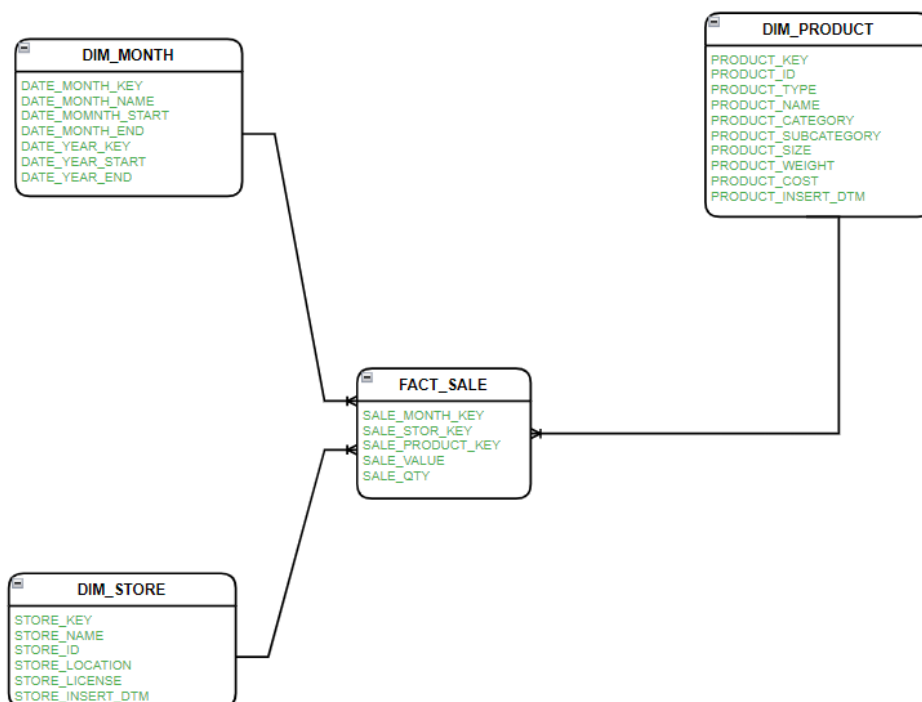 DIM_MONTH
DATE_MONTH_KEY
DATE_MONTH_NAME
DATE_MOMNTH_START
DATE_MONTH_END
DATE_YEAR_KEY
DATE_YEAR_START
DATE_YEAR_END
DIM_PRODUCT
PRODUCT_KEY
PRODUCT_ID
PRODUCT_TYPE
PRODUCT_NAME
PRODUCT_CATEGORY
PRODUCT_SUBCATEGORY
PRODUCT_SIZE
PRODUCT_WEIGHT
PRODUCT_COST
PRODUCT_INSERT_DTM
FACT_SALE
SALE_MONTH_KEY
SALE_STOR_KEY
SALE_PRODUCT_KEY
SALE_VALUE
SALE_QTY
DIM_STORE
STORE_KEY
STORE_NAME
STORE_ID
STORE_LOCATION
STORE_LICENSE
STORE_INSERT_DTM